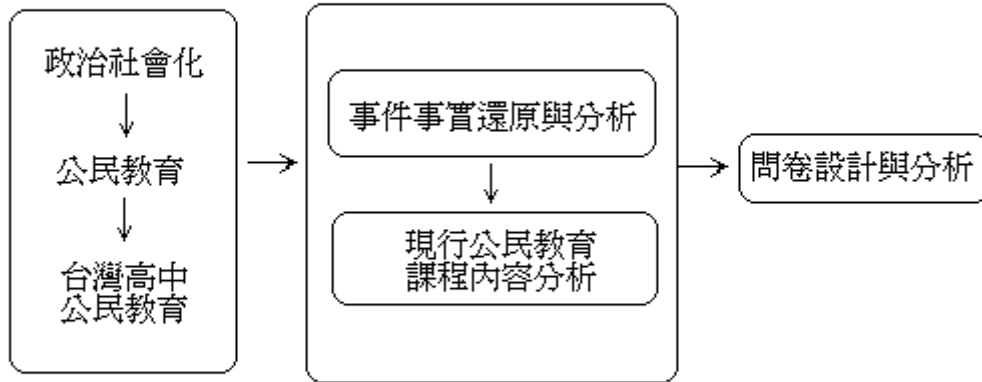 政治社會化
公民教育
台灣高中
公民教育
事件事實還原與分析
現行公民教育
課程內容分析
問卷設計與分析